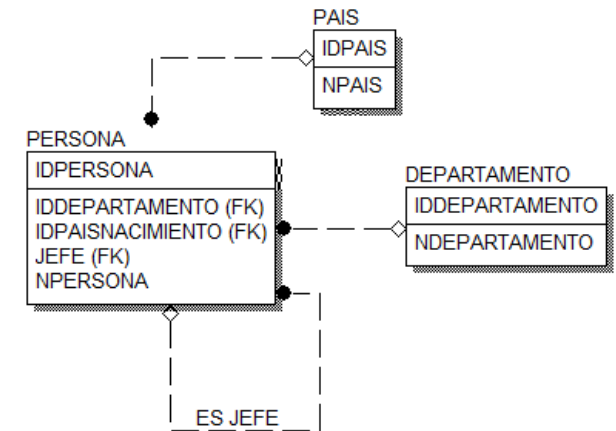 PAIS
IDPAIS
NPAIS
PERSONA
IDPERSONA
IDDEPARTAMENTO (FK)
IDPAISNACIMIENTO (FK)
JEFE (FK)
NPERSONA
DEPARTAMENTO
IDDEPARTAMENTO
NDEPARTAMENTO
ES JEFE